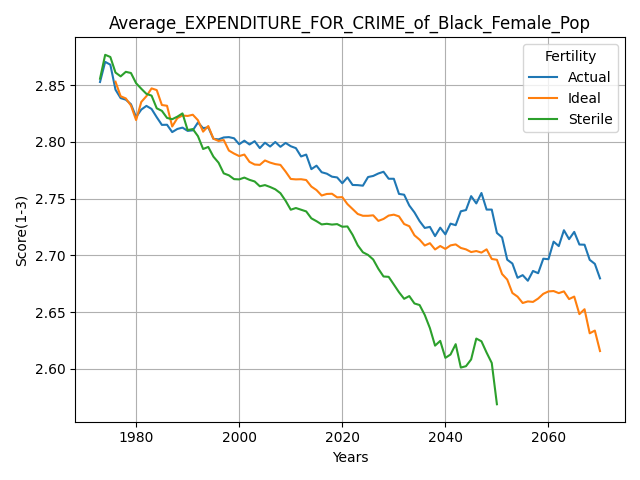 Average_EXPENDITURE_FOR_CRIME_of_Black_Female_Pop
Fertility
Actual
Ideal
Sterile
Score(1-3)
2.85
2.80
2.75
2.70
2.65
2.60
1980 2000 2020 2040 2060
Years